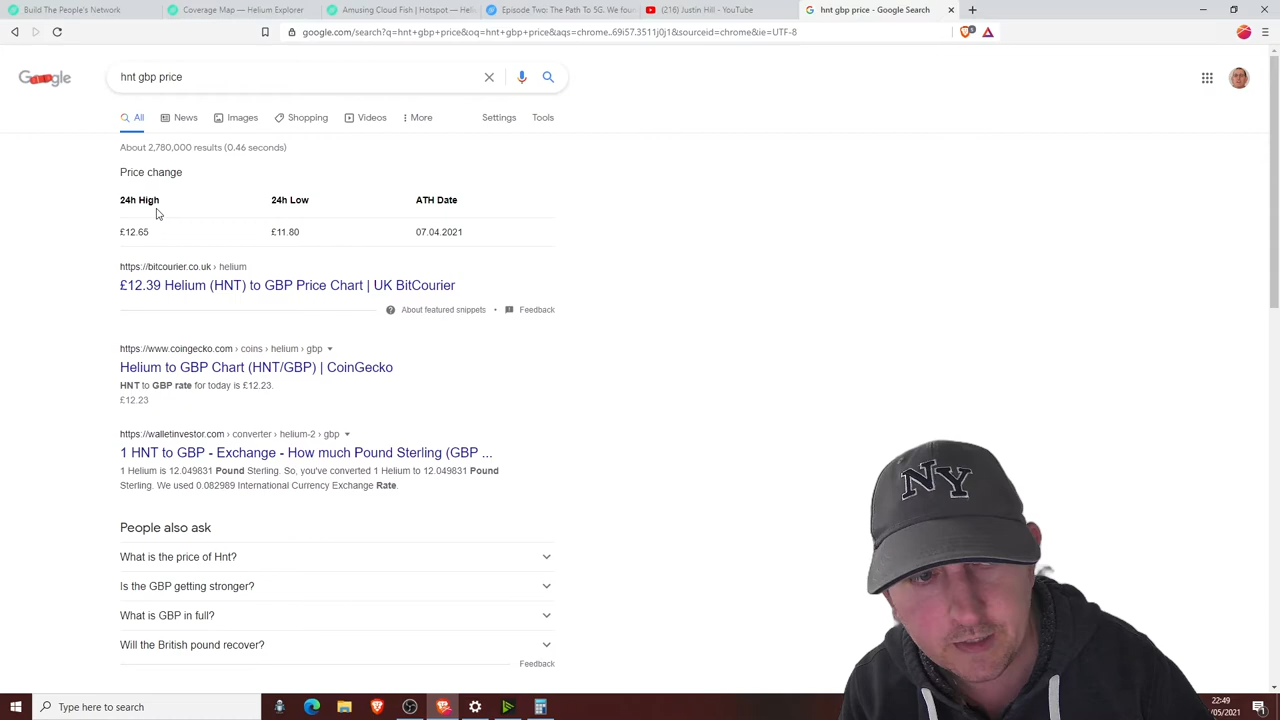 Build The People's Network
Coverage Map — Helium Explorer
Amusing Cloud Fish | Hotspot — Heli
Episode Two: The Path To 5G. We fou
(216) Justin Hill - YouTube
hnt gbp price - Google Search
google.com/search?q=hnt+gbp+price&oq=hnt+gbp+price&aqs=chrome..69i57.3511j0j1&sourceid=chrome&ie=UTF-8
Google
hnt gbp price
All News Images Shopping Videos More Settings Tools
About 2,780,000 results (0.46 seconds)
Price change
24h High 24h Low ATH Date
£12.65 £11.80 07.04.2021
https://bitcourier.co.uk › helium
£12.39 Helium (HNT) to GBP Price Chart | UK BitCourier
About featured snippets • Feedback
https://www.coingecko.com › coins › helium › gbp
Helium to GBP Chart (HNT/GBP) | CoinGecko
HNT to GBP rate for today is £12.23.
£12.23
https://walletinvestor.com › converter › helium-2 › gbp
1 HNT to GBP - Exchange - How much Pound Sterling (GBP ...
1 Helium is 12.049831 Pound Sterling. So, you've converted 1 Helium to 12.049831 Pound
Sterling. We used 0.082989 International Currency Exchange Rate.
People also ask
What is the price of Hnt?
Is the GBP getting stronger?
What is GBP in full?
Will the British pound recover?
Feedback
NY
Type here to search
22:49
/05/2021